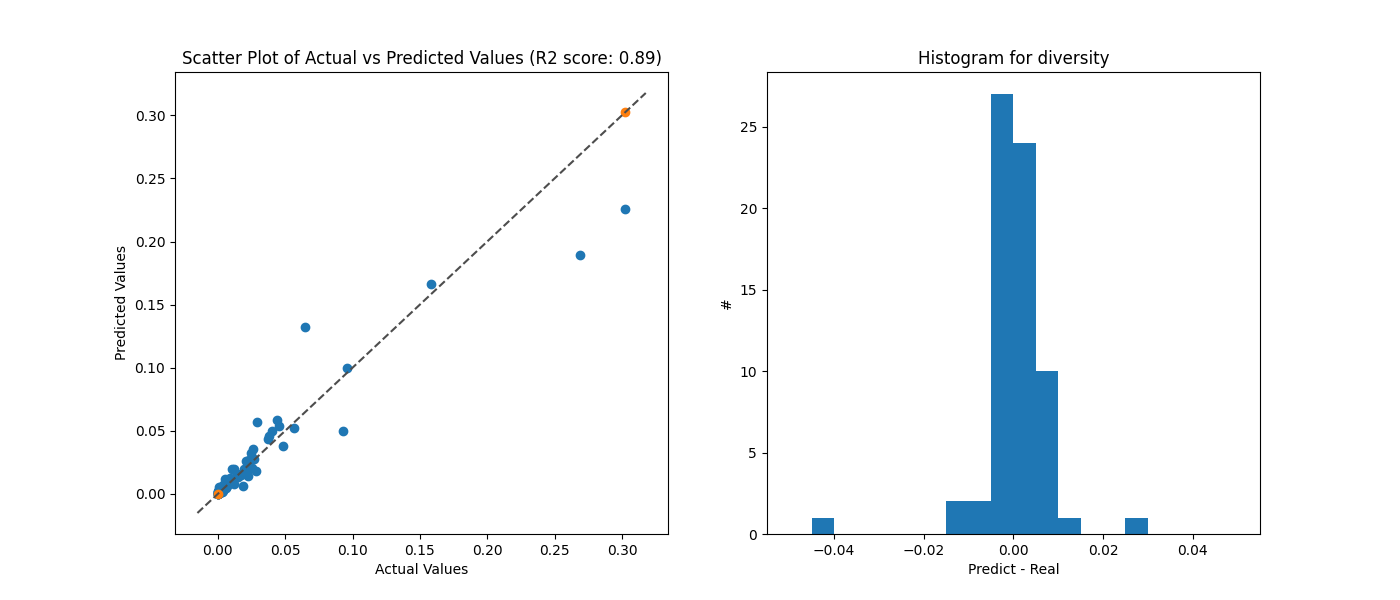 Scatter Plot of Actual vs Predicted Values (R2 score: 0.89)
0.30
0.25
0.20
0.15
0.10
0.05
0.00
Predicted Values
0.00 0.05 0.10 0.15 0.20 0.25 0.30
Actual Values
Histogram for diversity
25
20
15
10
5
0
#
−0.04 −0.02 0.00 0.02 0.04
Predict - Real